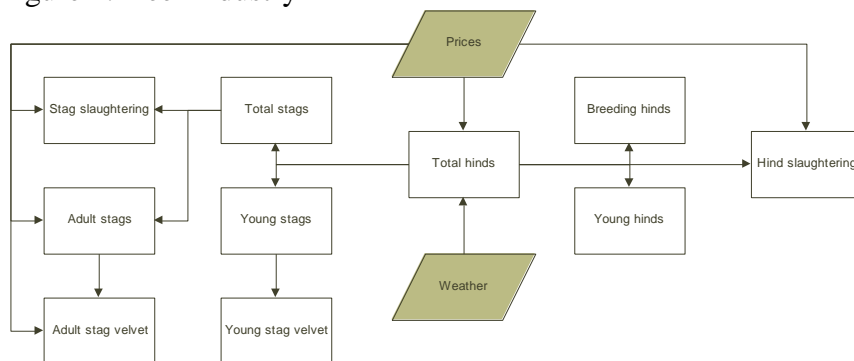 Prices
Stag slaughtering
Total stags
Breeding hinds
Total hinds
Hind slaughtering
Adult stags
Young stags
Young hinds
Weather
Adult stag velvet
Young stag velvet